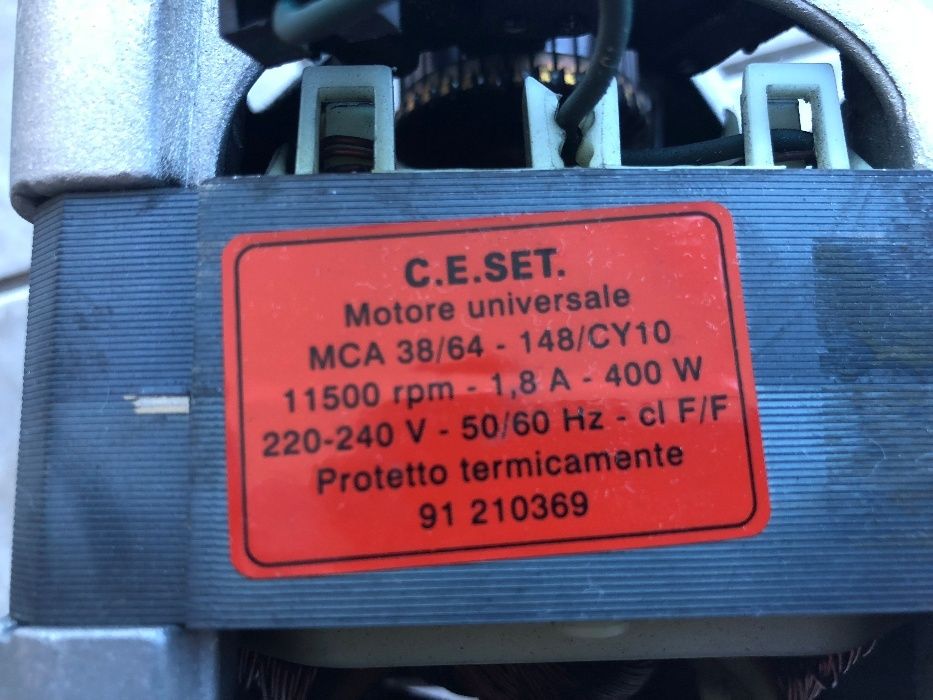 C.E.SET.
Motore universale
MCA 38/64 - 148/CY10
11500 rpm - 1,8 A - 400 W
220-240 V - 50/60 Hz - cl F/F
Protetto termicamente
91 210369